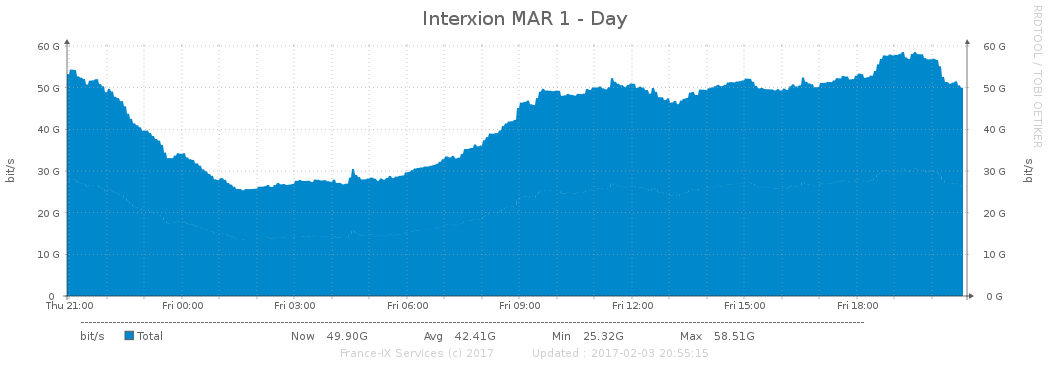 Interxion MAR 1 - Day
RRDTOOL / TOBI OETIKER
60 G 60 G
50 G 50 G
40 G 40 G
30 G 30 G
20 G 20 G
10 G 10 G
0 0 G
bit/s bit/s
Thu 21:00 Fri 00:00 Fri 03:00 Fri 06:00 Fri 09:00 Fri 12:00 Fri 15:00 Fri 18:00
bit/s Total Now 49.90G Avg 42.41G Min 25.32G Max 58.51G
France-IX Services (c) 2017 Updated : 2017-02-03 20:55:15